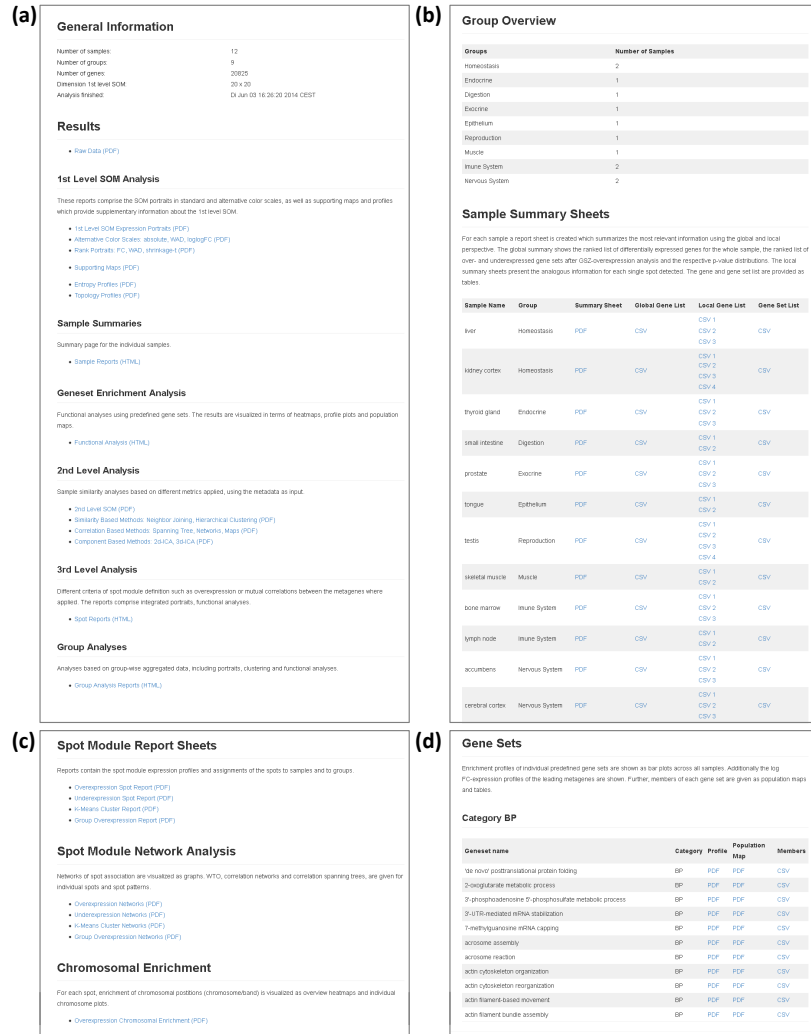 (a)
General Information
Number of samples: 12
Number of groups: 9
Number of genes: 20825
Dimension 1st level SOM: 20 x 20
Analysis finished: Di Jun 03 16:26:20 2014 CEST
Results
• Raw Data (PDF)
1st Level SOM Analysis
These reports comprise the SOM portraits in standard and alternative color scales, as well as supporting maps and profiles
which provide supplementary information about the 1st level SOM.
• 1st Level SOM Expression Portraits (PDF)
• Alternative Color Scales: absolute, WAD, loglogFC (PDF)
• Rank Portraits: FC, WAD, shrinkage-t (PDF)
• Supporting Maps (PDF)
• Entropy Profiles (PDF)
• Topology Profiles (PDF)
Sample Summaries
Summary page for the individual samples.
• Sample Reports (HTML)
Geneset Enrichment Analysis
Functional analyses using predefined gene sets. The results are visualized in terms of heatmaps, profile plots and population
maps.
• Functional Analysis (HTML)
2nd Level Analysis
Sample similarity analyses based on different metrics applied, using the metadata as input.
• 2nd Level SOM (PDF)
• Similarity Based Methods: Neighbor Joining, Hierarchical Clustering (PDF)
• Correlation Based Methods: Spanning Tree, Networks, Maps (PDF)
• Component Based Methods: 2d-ICA, 3d-ICA (PDF)
3rd Level Analysis
Different criteria of spot module definition such as overexpression or mutual correlations between the metagenes where
applied. The reports comprise integrated portraits, functional analyses.
• Spot Reports (HTML)
Group Analyses
Analyses based on group-wise aggregated data, including portraits, clustering and functional analyses.
• Group Analysis Reports (HTML)
(b)
Group Overview
Groups Number of Samples
Homeostasis 2
Endocrine 1
Digestion 1
Exocrine 1
Epithelium 1
Reproduction 1
Muscle 1
Imune System 2
Nervous System 2
Sample Summary Sheets
For each sample a report sheet is created which summarizes the most relevant information using the global and local
perspective. The global summary shows the ranked list of differentially expressed genes for the whole sample, the ranked list of
over- and underexpressed gene sets after GSZ-overexpression analysis and the respective p-value distributions. The local
summary sheets present the analogous information for each single spot detected. The gene and gene set list are provided as
tables.
Sample Name Group Summary Sheet Global Gene List Local Gene List Gene Set List
CSV 1
liver Homeostasis PDF CSV CSV 2 CSV
CSV 3
CSV 1
CSV 2
kidney cortex Homeostasis PDF CSV CSV 3 CSV
CSV 4
CSV 1
thyroid gland Endocrine PDF CSV CSV 2 CSV
CSV 3
CSV 1
small intestine Digestion PDF CSV CSV
CSV 2
CSV 1
prostate Exocrine PDF CSV CSV 2 CSV
CSV 3
CSV 1
tongue Epithelium PDF CSV CSV
CSV 2
CSV 1
CSV 2
testis Reproduction PDF CSV CSV 3 CSV
CSV 4
CSV 1
skeletal muscle Muscle PDF CSV CSV
CSV 2
CSV 1
bone marrow Imune System PDF CSV CSV 2 CSV
CSV 3
CSV 1
lymph node Imune System PDF CSV CSV
CSV 2
CSV 1
accumbens Nervous System PDF CSV CSV 2 CSV
CSV 3
CSV 1
cerebral cortex Nervous System PDF CSV CSV 2 CSV
CSV 3
(c)
Spot Module Report Sheets
Reports contain the spot module expression profiles and assignments of the spots to samples and to groups.
• Overexpression Spot Report (PDF)
• Underexpression Spot Report (PDF)
• K-Means Cluster Report (PDF)
• Group Overexpression Report (PDF)
Spot Module Network Analysis
Networks of spot association are visualized as graphs. WTO, correlation networks and correlation spanning trees, are given for
individual spots and spot patterns.
• Overexpression Networks (PDF)
• Underexpression Networks (PDF)
• K-Means Cluster Networks (PDF)
• Group Overexpression Networks (PDF)
Chromosomal Enrichment
For each spot, enrichment of chromosomal postitions (chromosome/band) is visualized as overview heatmaps and individual
chromosome plots.
• Overexpression Chromosomal Enrichment (PDF)
(d)
Gene Sets
Enrichment profiles of individual predefined gene sets are shown as bar plots across all samples. Additionally the log
FC-expression profiles of the leading metagenes are shown. Further, members of each gene set are given as population maps
and tables.
Category BP
Geneset name Category Profile Population Map Members
'de novo' posttranslational protein folding BP PDF PDF CSV
2-oxoglutarate metabolic process BP PDF PDF CSV
3'-phosphoadenosine 5'-phosphosulfate metabolic process BP PDF PDF CSV
3'-UTR-mediated mRNA stabilization BP PDF PDF CSV
7-methylguanosine mRNA capping BP PDF PDF CSV
acrosome assembly BP PDF PDF CSV
acrosome reaction BP PDF PDF CSV
actin cytoskeleton organization BP PDF PDF CSV
actin cytoskeleton reorganization BP PDF PDF CSV
actin filament-based movement BP PDF PDF CSV
actin filament bundle assembly BP PDF PDF CSV